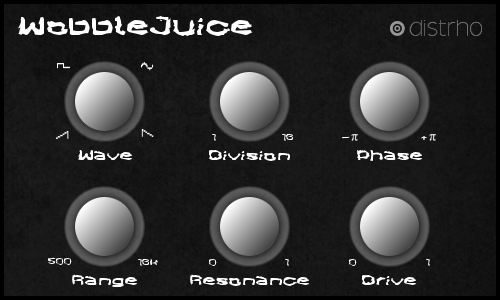 WobbleJuice
distrho
1 16 -π +π
Wave Division Phase
500 16k 0 1 0 1
Range Resonance Drive